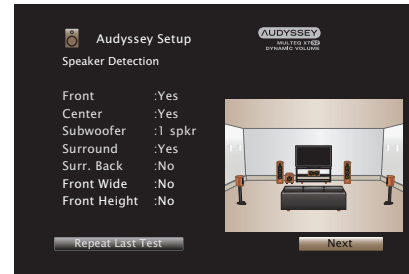 Audyssey Setup
AUDYSSEY
MULTEQ XT32
DYNAMIC VOLUME
Speaker Detection
Front :Yes
Center :Yes
Subwoofer :1 spkr
Surround :Yes
Surr. Back :No
Front Wide :No
Front Height :No
Repeat Last Test
Next